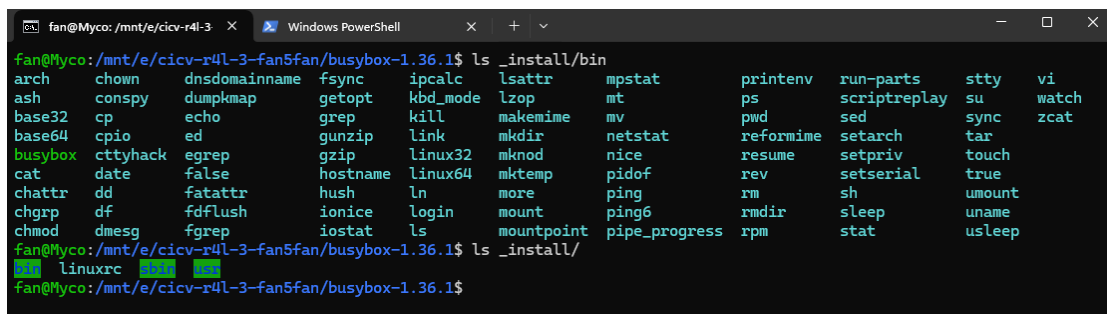 fan@Myco: /mnt/e/cicv-r4l-3- Windows PowerShell
fan@Myco:/mnt/e/cicv-r4l-3-fan5fan/busybox-1.36.1$ ls _install/bin
arch chown dnsdomainname fsync ipcalc lsattr mpstat printenv run-parts stty vi
ash conspy dumpkmap getopt kbd_mode lzop mt ps scriptreplay su watch
base32 cp echo grep kill makemime mv pwd sed sync zcat
base64 cpio ed gunzip link mkdir netstat reformime setarch tar
busybox cttyhack egrep gzip linux32 mknod nice resume setpriv touch
cat date false hostname linux64 mktemp pidof rev setserial true
chattr dd fatattr hush ln more ping rm sh umount
chgrp df fdflush ionice login mount ping6 rmdir sleep uname
chmod dmesg fgrep iostat ls mountpoint pipe_progress rpm stat usleep
fan@Myco:/mnt/e/cicv-r4l-3-fan5fan/busybox-1.36.1$ ls _install/
bin linuxrc sbin usr
fan@Myco:/mnt/e/cicv-r4l-3-fan5fan/busybox-1.36.1$